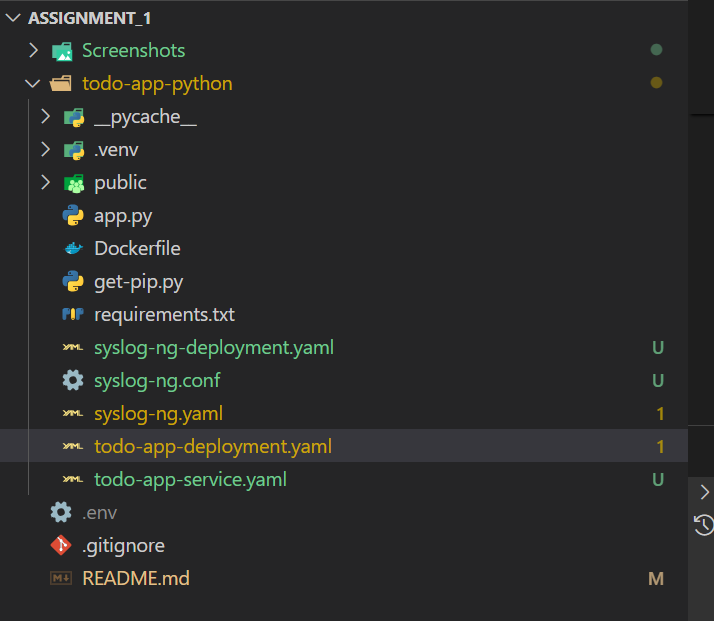 ASSIGNMENT_1
Screenshots
todo-app-python
__pycache__
.venv
public
app.py
Dockerfile
get-pip.py
requirements.txt
syslog-ng-deployment.yaml U
syslog-ng.conf U
syslog-ng.yaml 1
todo-app-deployment.yaml 1
todo-app-service.yaml U
.env
.gitignore
README.md M